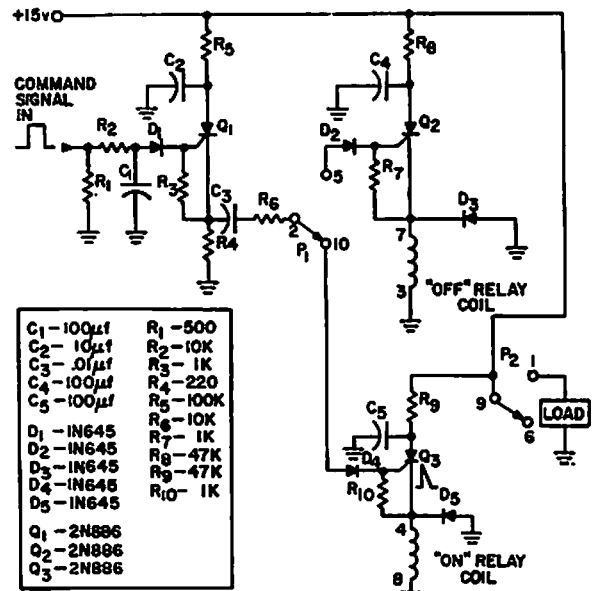 +15v
R5
R8
C2
C4
COMMAND
SIGNAL
IN
R2
D1
Q1
D2
Q2
5
R1
C1
R3
C3
R6
R7
D3
R4
2
P1
10
7
3
"OFF" RELAY
COIL
P2
1
9
6
LOAD
R9
C5
D4
Q3
R10
D5
4
8
"ON" RELAY
COIL
C1-100µf
C2-10µf
C3-.01µf
C4-100µf
C5-100µf
D1-1N645
D2-1N645
D3-1N645
D4-1N645
D5-1N645
Q1-2N886
Q2-2N886
Q3-2N886
R1-500
R2-10K
R3-1K
R4-220
R5-100K
R6-10K
R7-1K
R8-47K
R9-47K
R10-1K